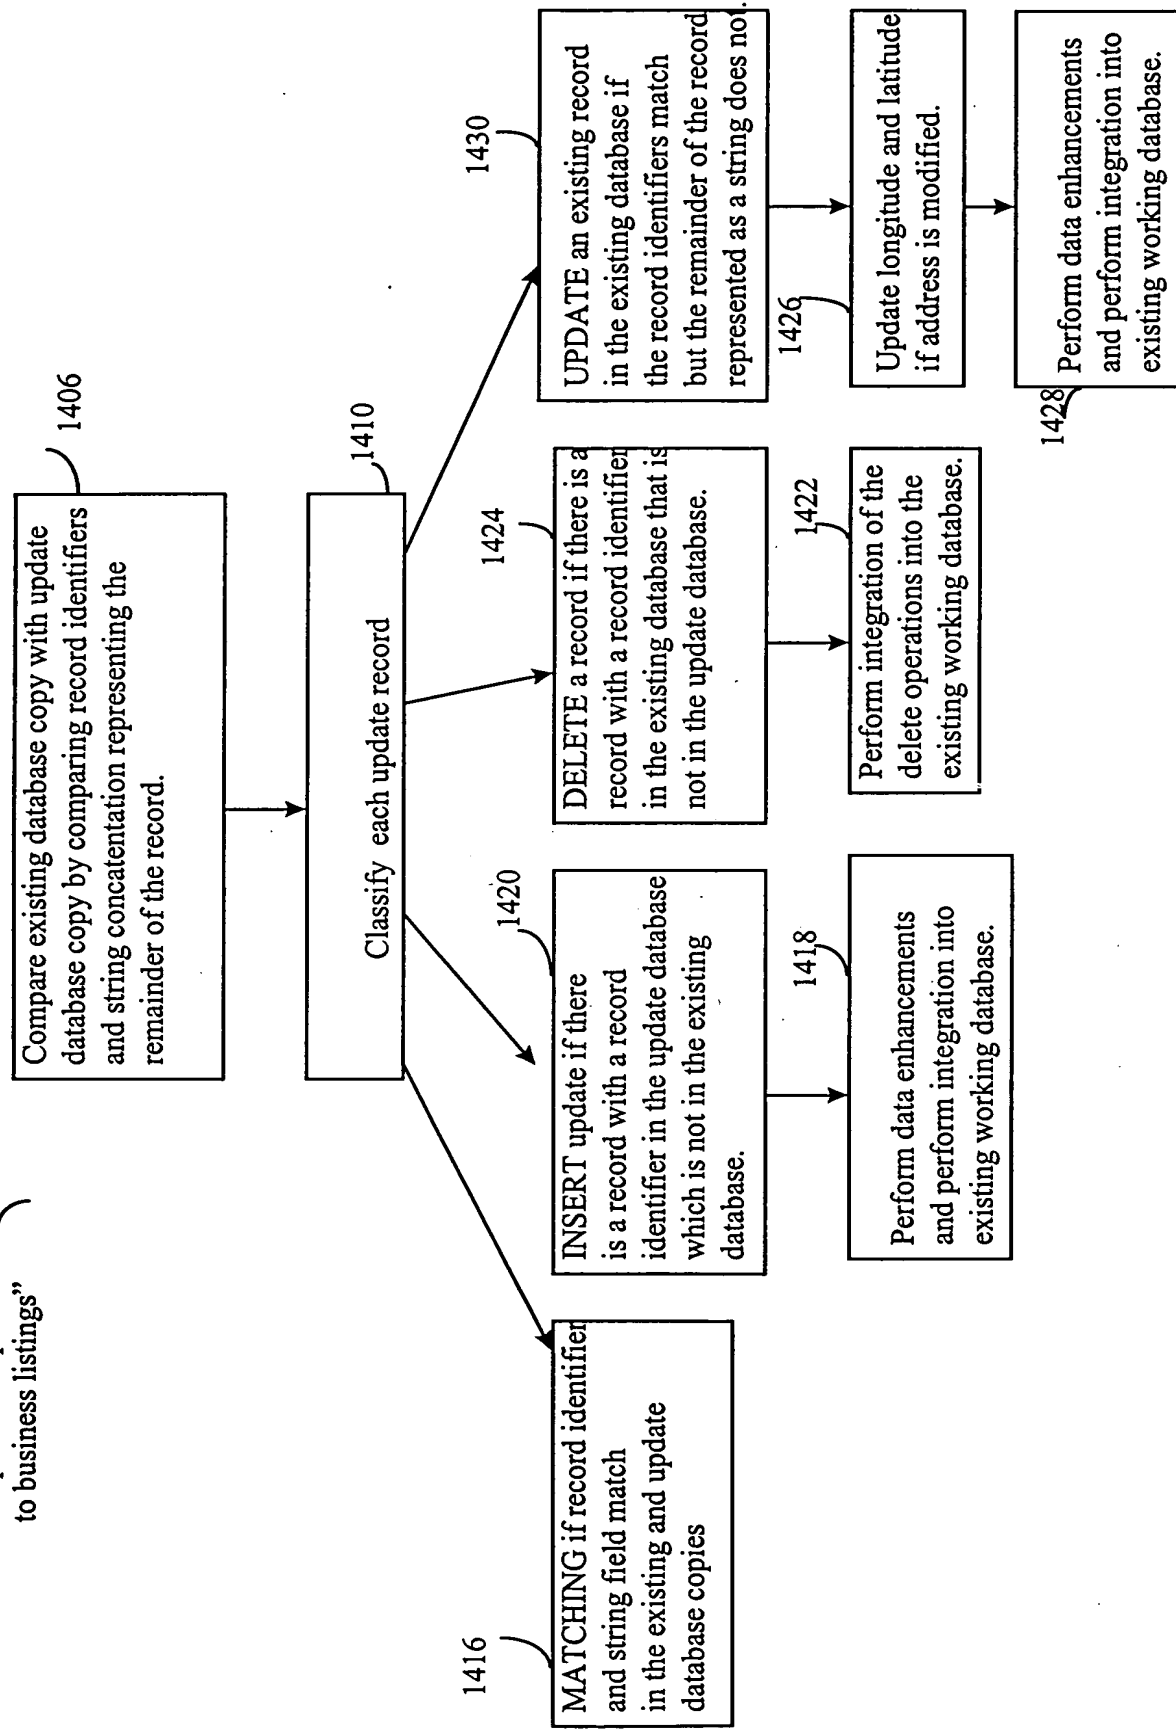 to business listings”
Compare existing database copy with update
database copy by comparing record identifiers
and string concatentation representing the
remainder of the record.
1406
Classify each update record
1410
MATCHING if record identifier
and string field match
in the existing and update
database copies
1416
INSERT update if there
is a record with a record
identifier in the update database
which is not in the existing
database.
1420
Perform data enhancements
and perform integration into
existing working database.
1418
DELETE a record if there is a
record with a record identifier
in the existing database that is
not in the update database.
1424
Perform integration of the
delete operations into the
existing working database.
1422
UPDATE an existing record
in the existing database if
the record identifiers match
but the remainder of the record
represented as a string does not.
1430
Update longitude and latitude
if address is modified.
1426
Perform data enhancements
and perform integration into
existing working database.
1428